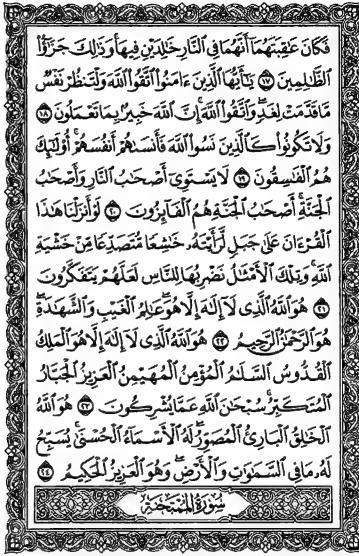 فَكَانَ عَٰقِبَتَهُمَآ أَنَّهُمَا فِي ٱلنَّارِ خَٰلِدَيۡنِ فِيهَاۚ وَذَٰلِكَ جَزَٰٓؤُاْ
ٱلظَّٰلِمِينَ ١٧ يَٰٓأَيُّهَا ٱلَّذِينَ ءَامَنُواْ ٱتَّقُواْ ٱللَّهَ وَلۡتَنظُرۡ نَفۡسٞ
مَّا قَدَّمَتۡ لِغَدٖۖ وَٱتَّقُواْ ٱللَّهَۚ إِنَّ ٱللَّهَ خَبِيرُۢ بِمَا تَعۡمَلُونَ ١٨
وَلَا تَكُونُواْ كَٱلَّذِينَ نَسُواْ ٱللَّهَ فَأَنسَىٰهُمۡ أَنفُسَهُمۡۚ أُوْلَٰٓئِكَ
هُمُ ٱلۡفَٰسِقُونَ ١٩ لَا يَسۡتَوِيٓ أَصۡحَٰبُ ٱلنَّارِ وَأَصۡحَٰبُ
ٱلۡجَنَّةِۚ أَصۡحَٰبُ ٱلۡجَنَّةِ هُمُ ٱلۡفَآئِزُونَ ٢٠ لَوۡ أَنزَلۡنَا هَٰذَا
ٱلۡقُرۡءَانَ عَلَىٰ جَبَلٖ لَّرَأَيۡتَهُۥ خَٰشِعٗا مُّتَصَدِّعٗا مِّنۡ خَشۡيَةِ
ٱللَّهِۚ وَتِلۡكَ ٱلۡأَمۡثَٰلُ نَضۡرِبُهَا لِلنَّاسِ لَعَلَّهُمۡ يَتَفَكَّرُونَ
٢١ هُوَ ٱللَّهُ ٱلَّذِي لَآ إِلَٰهَ إِلَّا هُوَۖ عَٰلِمُ ٱلۡغَيۡبِ وَٱلشَّهَٰدَةِۖ
هُوَ ٱلرَّحۡمَٰنُ ٱلرَّحِيمُ ٢٢ هُوَ ٱللَّهُ ٱلَّذِي لَآ إِلَٰهَ إِلَّا هُوَ ٱلۡمَلِكُ
ٱلۡقُدُّوسُ ٱلسَّلَٰمُ ٱلۡمُؤۡمِنُ ٱلۡمُهَيۡمِنُ ٱلۡعَزِيزُ ٱلۡجَبَّارُ
ٱلۡمُتَكَبِّرُۚ سُبۡحَٰنَ ٱللَّهِ عَمَّا يُشۡرِكُونَ ٢٣ هُوَ ٱللَّهُ
ٱلۡخَٰلِقُ ٱلۡبَارِئُ ٱلۡمُصَوِّرُۖ لَهُ ٱلۡأَسۡمَآءُ ٱلۡحُسۡنَىٰۚ يُسَبِّحُ
لَهُۥ مَا فِي ٱلسَّمَٰوَٰتِ وَٱلۡأَرۡضِۖ وَهُوَ ٱلۡعَزِيزُ ٱلۡحَكِيمُ ٢٤
سُورَةُ ٱلۡمُمۡتَحنَةِ